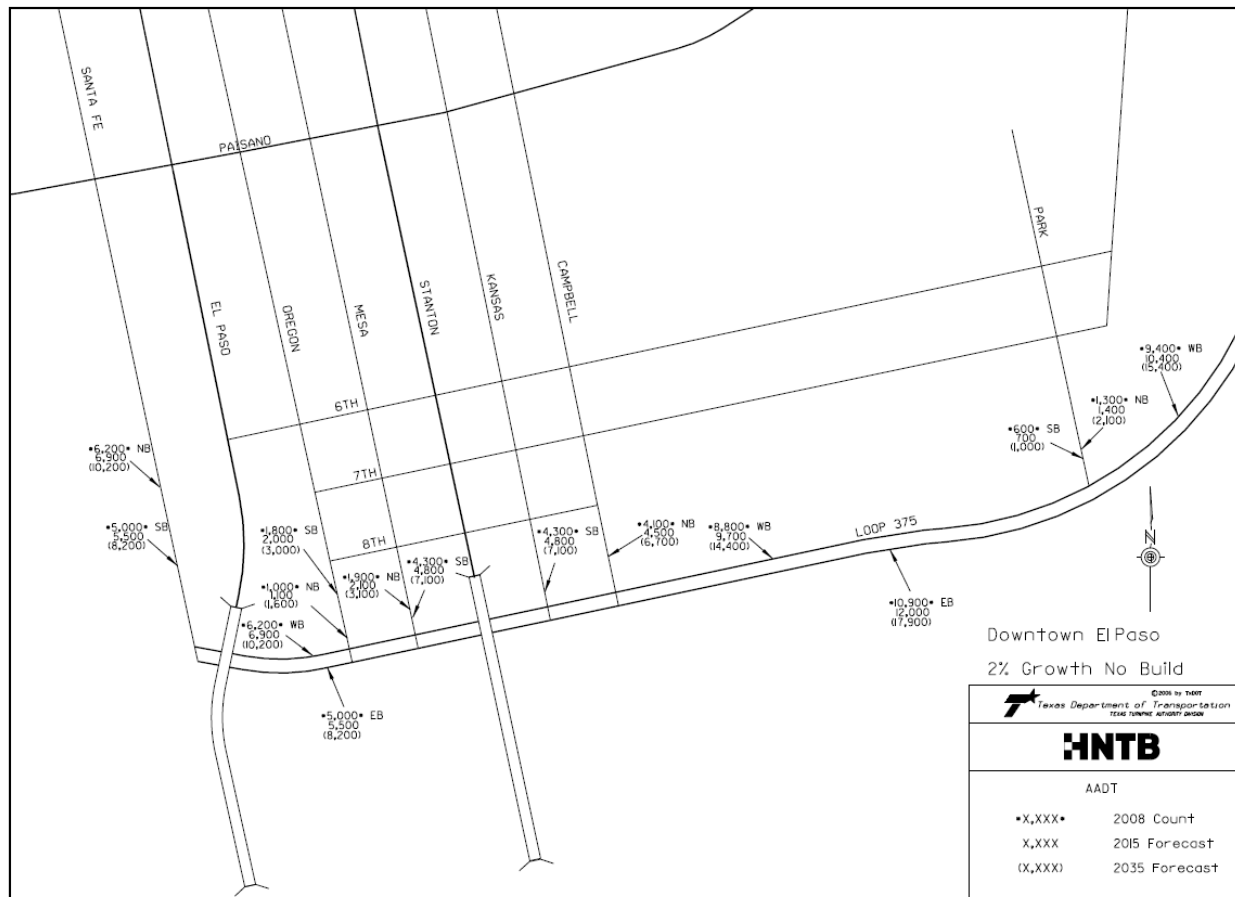 SANTA FE
PAISANO
EL PASO
OREGON
MESA
STANTON
KANSAS
CAMPBELL
PARK
6TH
7TH
8TH
LOOP 375
•9,400• WB
10,400
(15,400)
•1,300• NB
1,400
(2,100)
•600• SB
700
(1,000)
•6,200• NB
6,900
(10,200)
•5,000• SB
5,500
(8,200)
•1,800• SB
2,000
(3,000)
•1,000• NB
1,100
(1,600)
•1,900• NB
2,100
(3,100)
•4,300• SB
4,800
(7,100)
•4,300• SB
4,800
(7,100)
•4,100• NB
4,500
(6,700)
•8,800• WB
9,700
(14,400)
•6,200• WB
6,900
(10,200)
•5,000• EB
5,500
(8,200)
•10,900• EB
12,000
(17,900)
N
Downtown El Paso
2% Growth No Build
©2006 by TxDOT
Texas Department of Transportation
TEXAS TURNPIKE AUTHORITY DIVISION
HNTB
AADT
•X,XXX• 2008 Count
X,XXX 2015 Forecast
(X,XXX) 2035 Forecast